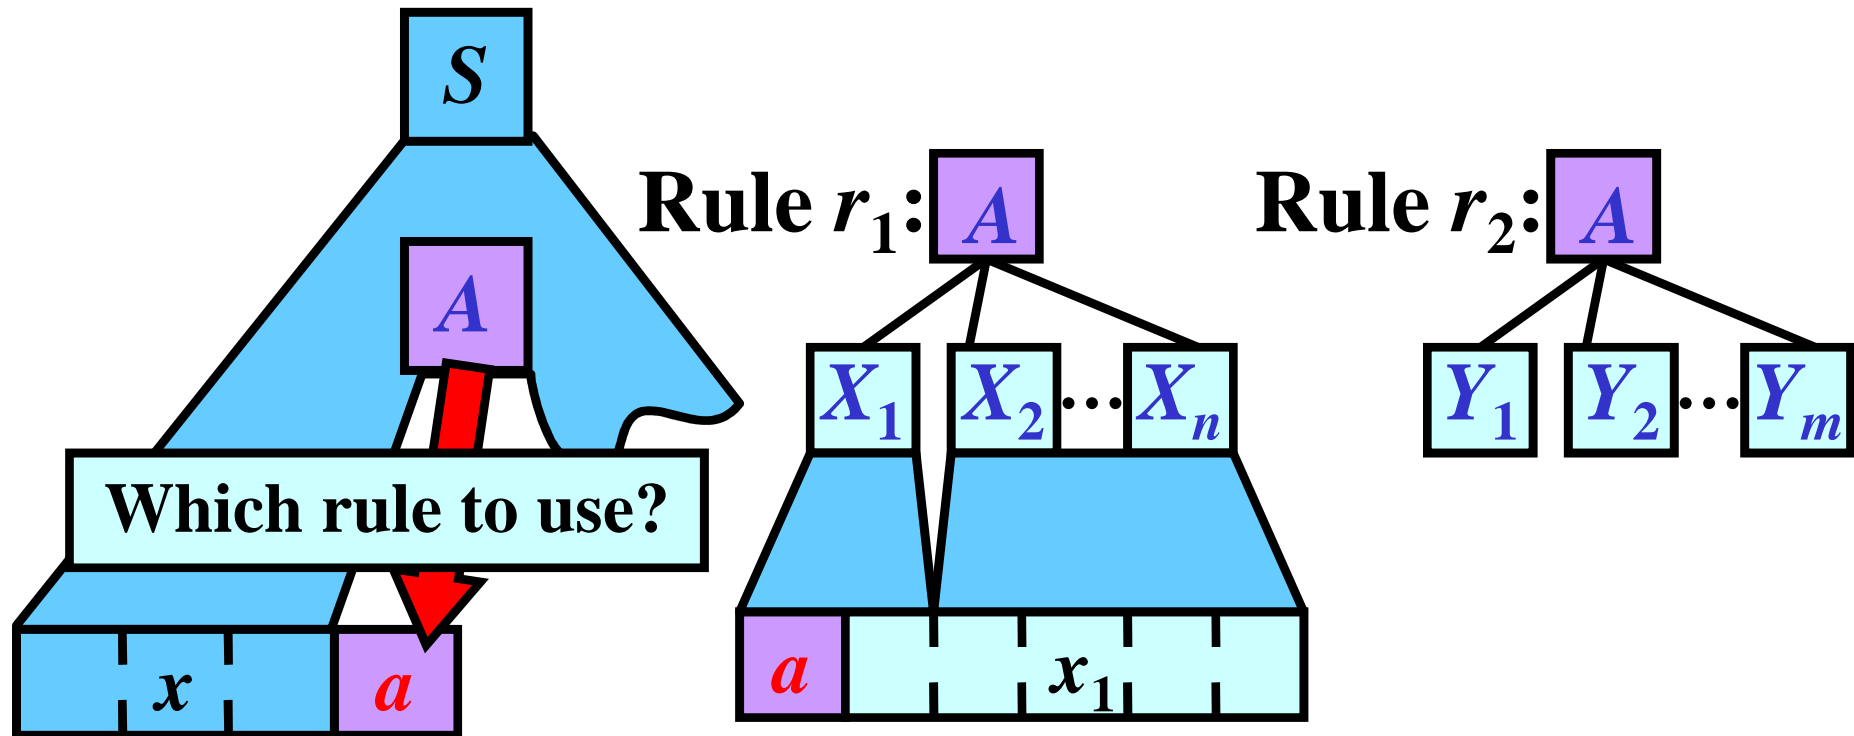 S
Rule r₁: A
Rule r₂: A
A
X₁ X₂ ... Xₙ
Y₁ Y₂ ... Yₘ
Which rule to use?
x a
a x₁